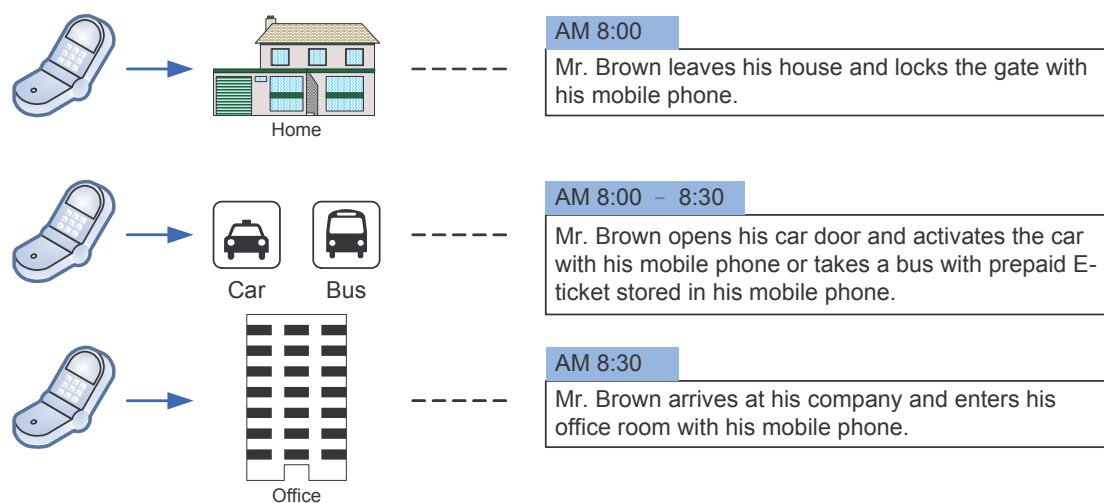 AM 8:00
Mr. Brown leaves his house and locks the gate with
his mobile phone.
Home
AM 8:00 – 8:30
Mr. Brown opens his car door and activates the car
with his mobile phone or takes a bus with prepaid E-
ticket stored in his mobile phone.
Car
Bus
AM 8:30
Mr. Brown arrives at his company and enters his
office room with his mobile phone.
Office